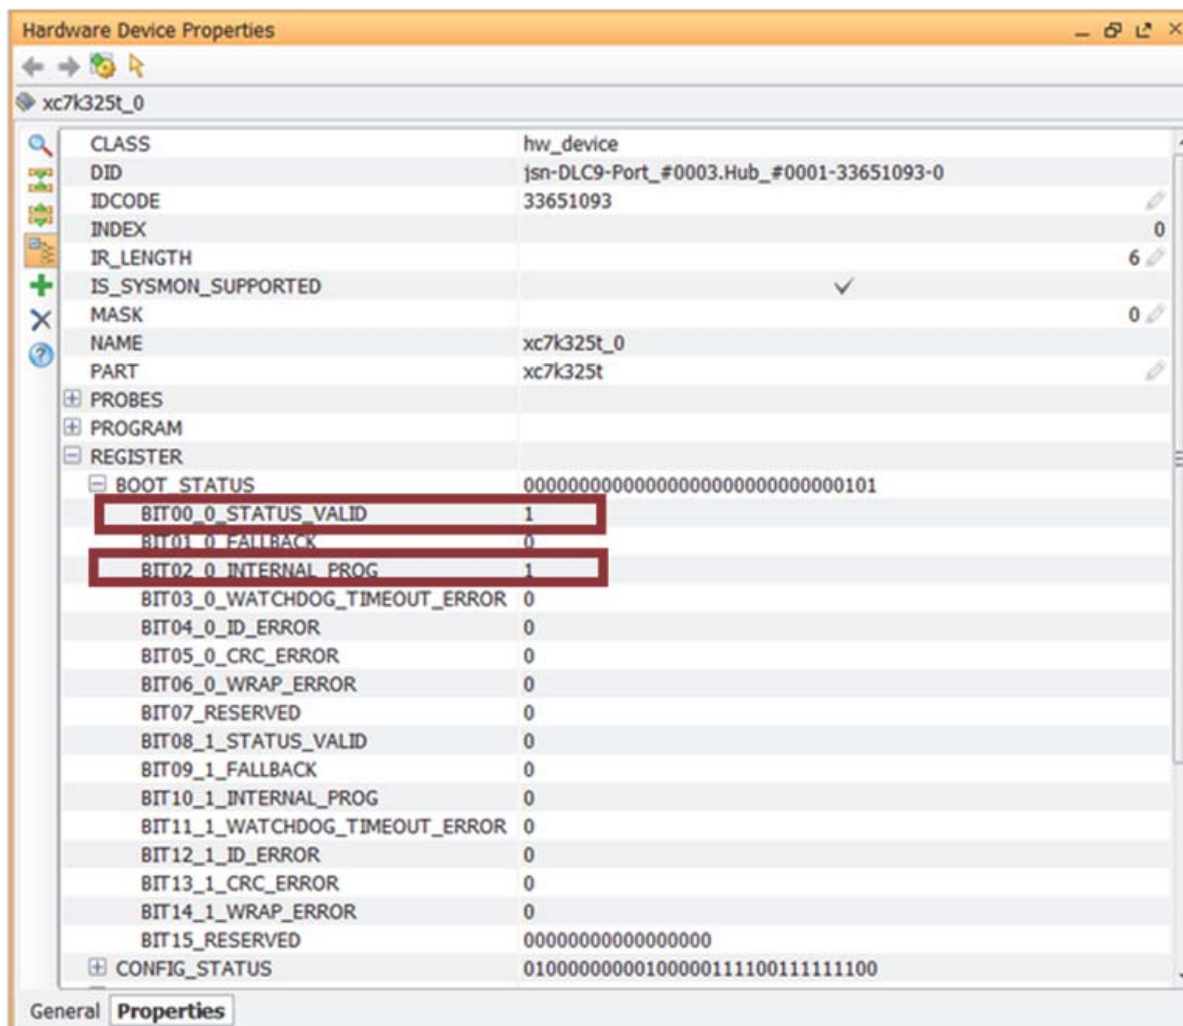 Hardware Device Properties
xc7k325t_0
CLASS hw_device
DID jsn-DLC9-Port_#0003.Hub_#0001-33651093-0
IDCODE 33651093
INDEX 0
IR_LENGTH 6
IS_SYSMON_SUPPORTED
MASK 0
NAME xc7k325t_0
PART xc7k325t
PROBES
PROGRAM
REGISTER
BOOT_STATUS 00000000000000000000000000000101
BIT00_0_STATUS_VALID 1
BIT01_0_FALLBACK 0
BIT02_0_INTERNAL_PROG 1
BIT03_0_WATCHDOG_TIMEOUT_ERROR 0
BIT04_0_ID_ERROR 0
BIT05_0_CRC_ERROR 0
BIT06_0_WRAP_ERROR 0
BIT07_RESERVED 0
BIT08_1_STATUS_VALID 0
BIT09_1_FALLBACK 0
BIT10_1_INTERNAL_PROG 0
BIT11_1_WATCHDOG_TIMEOUT_ERROR 0
BIT12_1_ID_ERROR 0
BIT13_1_CRC_ERROR 0
BIT14_1_WRAP_ERROR 0
BIT15_RESERVED 00000000000000000
CONFIG_STATUS 01000000000100000111100111111100
General Properties